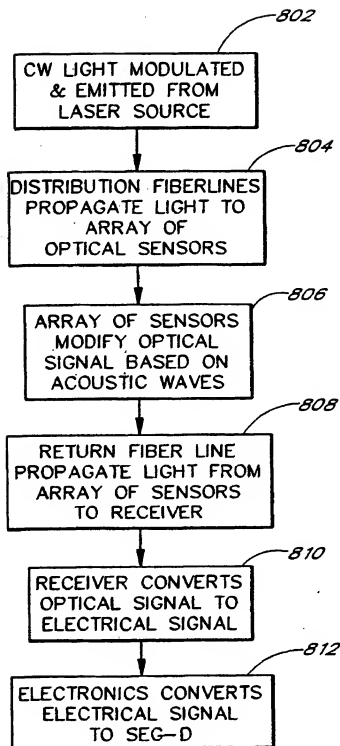 802
CW LIGHT MODULATED
& EMITTED FROM
LASER SOURCE
804
DISTRIBUTION FIBERLINES
PROPAGATE LIGHT TO
ARRAY OF
OPTICAL SENSORS
806
ARRAY OF SENSORS
MODIFY OPTICAL
SIGNAL BASED ON
ACOUSTIC WAVES
808
RETURN FIBER LINE
PROPAGATE LIGHT FROM
ARRAY OF SENSORS
TO RECEIVER
810
RECEIVER CONVERTS
OPTICAL SIGNAL TO
ELECTRICAL SIGNAL
812
ELECTRONICS CONVERTS
ELECTRICAL SIGNAL
TO SEG-D